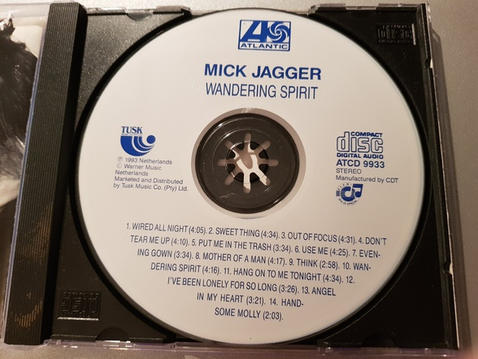 ATLANTIC
MICK JAGGER
WANDERING SPIRIT
TUSK
℗ 1993 Netherlands
© Warner Music
Netherlands
Marketed and Distributed
by Tusk Music Co. (Pty) Ltd.
COMPACT
disc
DIGITAL AUDIO
ATCD 9933
STEREO
Manufactured by CDT
1. WIRED ALL NIGHT (4:05). 2. SWEET THING (4:34). 3. OUT OF FOCUS (4:31). 4. DON'T
TEAR ME UP (4:10). 5. PUT ME IN THE TRASH (3:34). 6. USE ME (4:25). 7. EVEN-
ING GOWN (3:34). 8. MOTHER OF A MAN (4:17). 9. THINK (2:58). 10. WAN-
DERING SPIRIT (4:16). 11. HANG ON TO ME TONIGHT (4:34). 12.
I'VE BEEN LONELY FOR SO LONG (3:26). 13. ANGEL
IN MY HEART (3:21). 14. HAND-
SOME MOLLY (2:03).